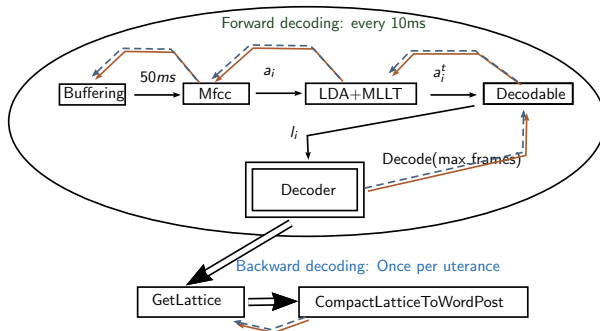 Forward decoding: every 10ms
50ms
a_i
a_i^t
Buffering
Mfcc
LDA+MLLT
Decodable
l_i
Decode(max_frames)
Decoder
Backward decoding: Once per uterance
GetLattice
CompactLatticeToWordPost